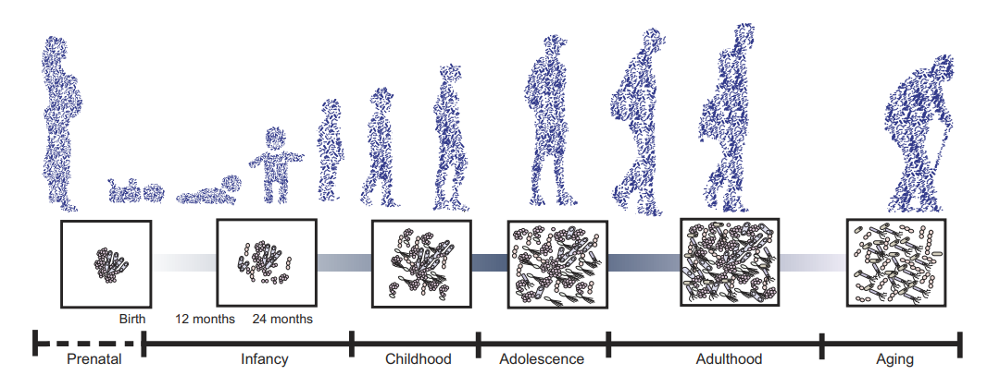 Birth
12 months
24 months
Prenatal
Infancy
Childhood
Adolescence
Adulthood
Aging